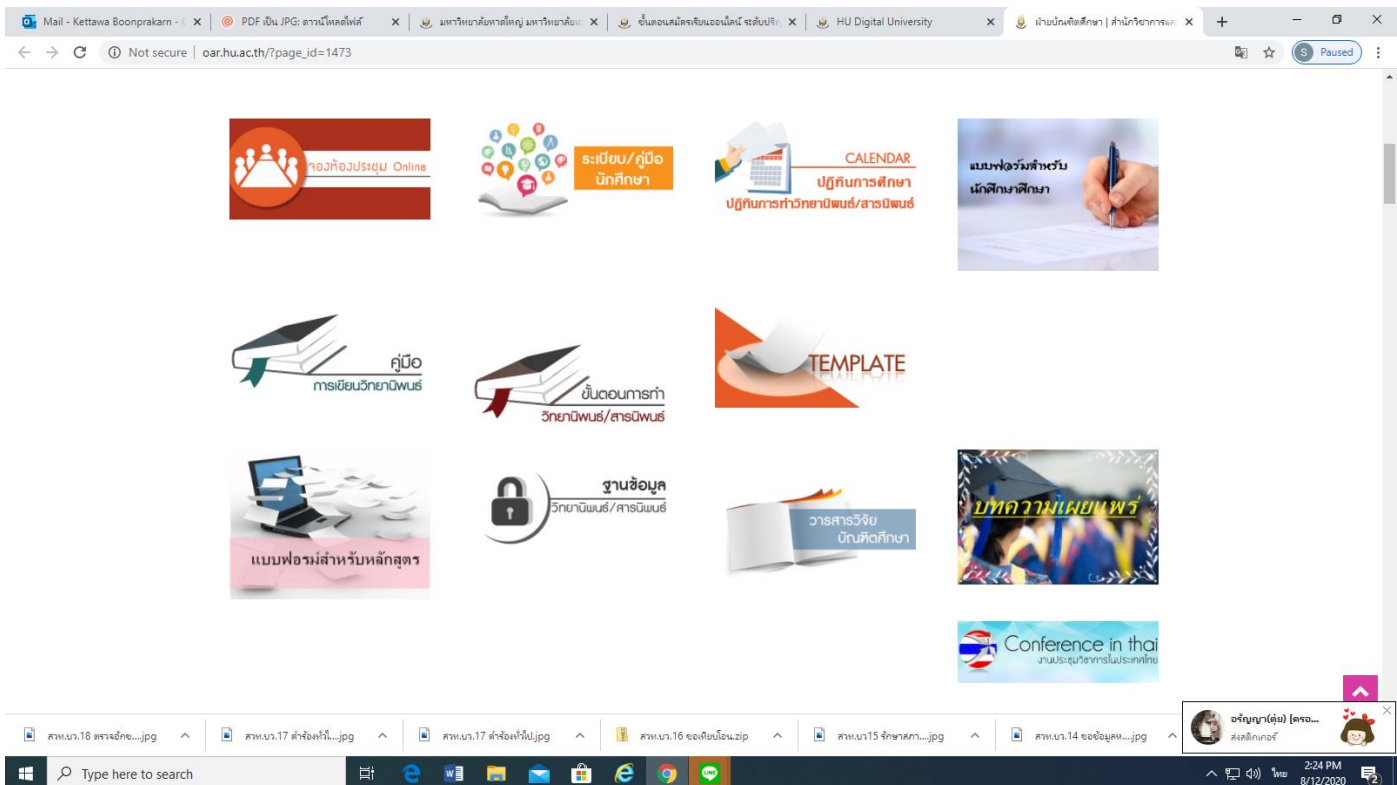 Mail - Kettawa Boonprakarn - 
PDF เป็น JPG: ดาวน์โหลดไฟล์
มหาวิทยาลัยหาดใหญ่
ขั้นตอนสมัครเรียนออนไลน์
HU Digital University
ฝ่ายบัณฑิตศึกษา | สำนักวิชาการและ
Not secure | oar.hu.ac.th/?page_id=1473
S Paused
จองห้องประชุม Online
ระเบียบ/คู่มือ
นักศึกษา
CALENDAR
ปฏิทินการศึกษา
ปฏิทินการทำวิทยานิพนธ์/สารนิพนธ์
แบบฟอร์มสำหรับ
นักศึกษาศึกษา
คู่มือ
การเขียนวิทยานิพนธ์
ขั้นตอนการทำ
วิทยานิพนธ์/สารนิพนธ์
TEMPLATE
แบบฟอรม์สำหรับหลักสูตร
ฐานข้อมูล
วิทยานิพนธ์/สารนิพนธ์
วารสารวิจัย
บัณฑิตศึกษา
บทความเผยแพร่
Conference in thai
งานประชุมวิชาการในประเทศไทย
สวท.บว.18 ตรวจอักข....jpg
สวท.บว.17 คำร้องทั่วไ....jpg
สวท.บว.17 คำร้องทั่วไป.jpg
สวท.บว.16 ขอเทียบโอน.zip
สวท.บว15 รักษาสภา....jpg
สวท.บว.14 ขอข้อมูลห....jpg
อรัญญา(ตุ่ม) [ครอ...
ส่งสติกเกอร์
Type here to search
ไทย
2:24 PM
8/12/2020
2